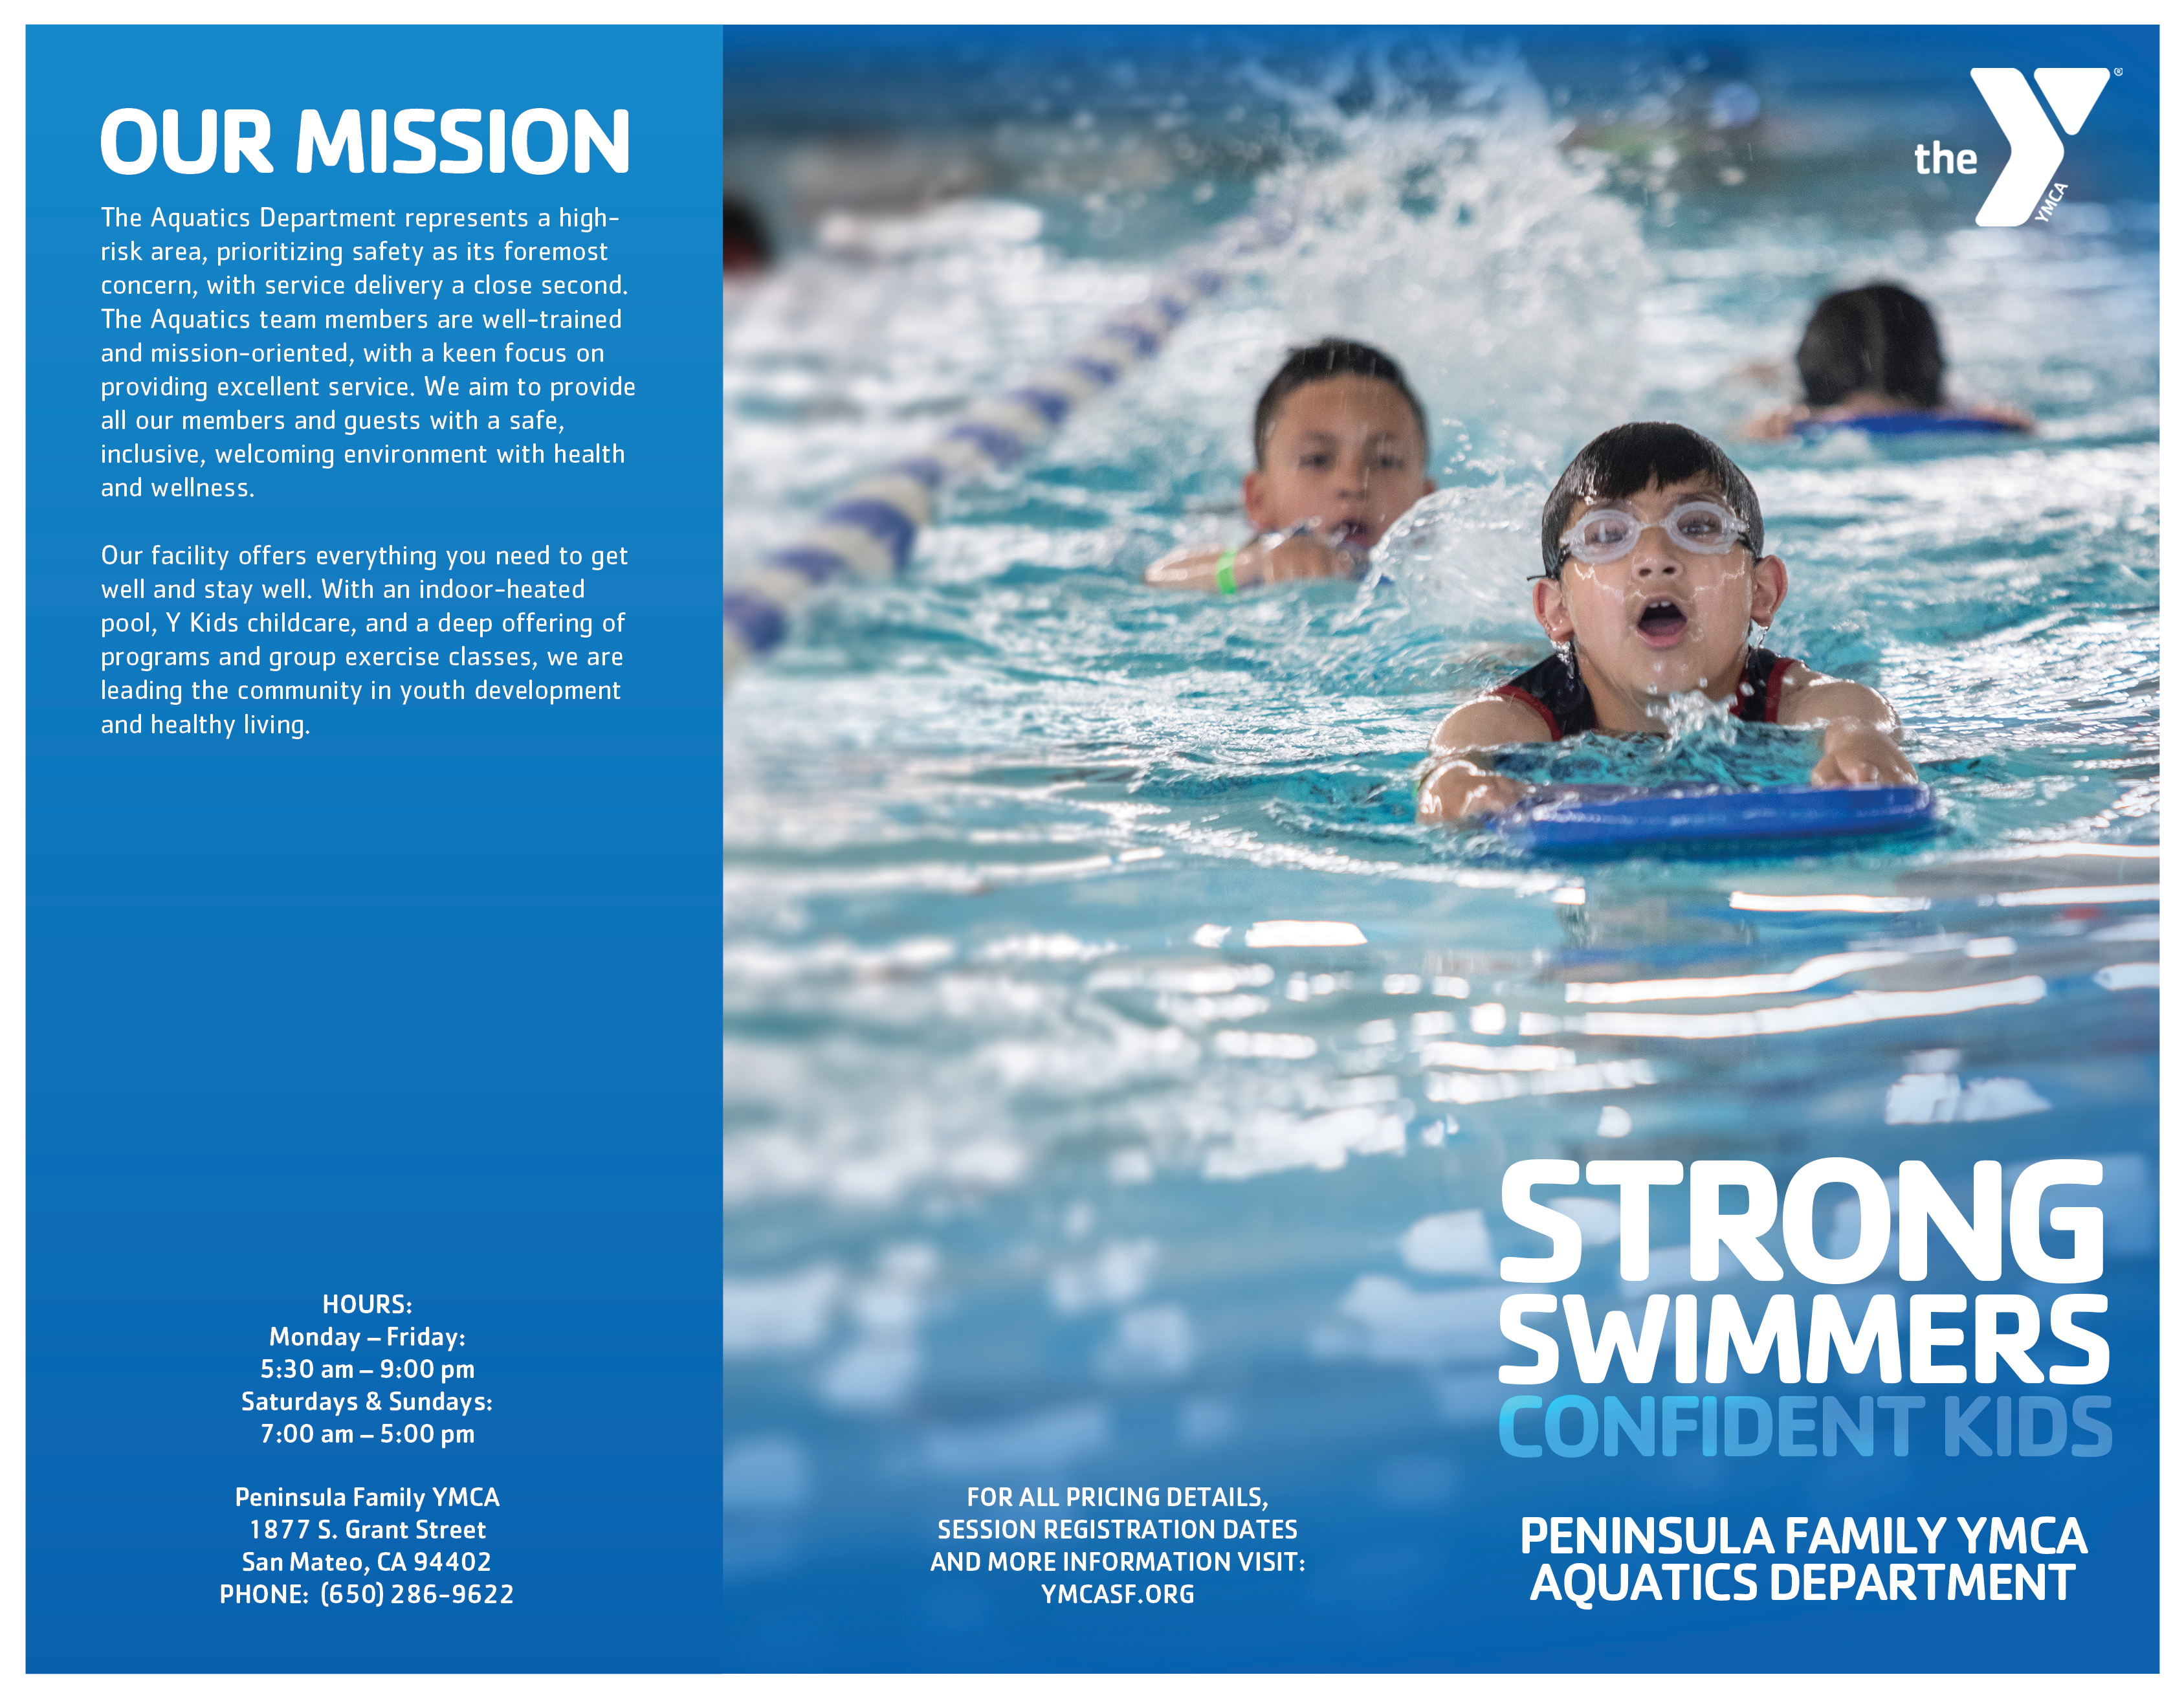 OUR MISSION
The Aquatics Department represents a high-
risk area, prioritizing safety as its foremost
concern, with service delivery a close second.
The Aquatics team members are well-trained
and mission-oriented, with a keen focus on
providing excellent service. We aim to provide
all our members and guests with a safe,
inclusive, welcoming environment with health
and wellness.
Our facility offers everything you need to get
well and stay well. With an indoor-heated
pool, Y Kids childcare, and a deep offering of
programs and group exercise classes, we are
leading the community in youth development
and healthy living.
HOURS:
Monday – Friday:
5:30 am – 9:00 pm
Saturdays & Sundays:
7:00 am – 5:00 pm
Peninsula Family YMCA
1877 S. Grant Street
San Mateo, CA 94402
PHONE: (650) 286-9622
FOR ALL PRICING DETAILS,
SESSION REGISTRATION DATES
AND MORE INFORMATION VISIT:
YMCASF.ORG
the Y®
YMCA
STRONG
SWIMMERS
CONFIDENT KIDS
PENINSULA FAMILY YMCA
AQUATICS DEPARTMENT